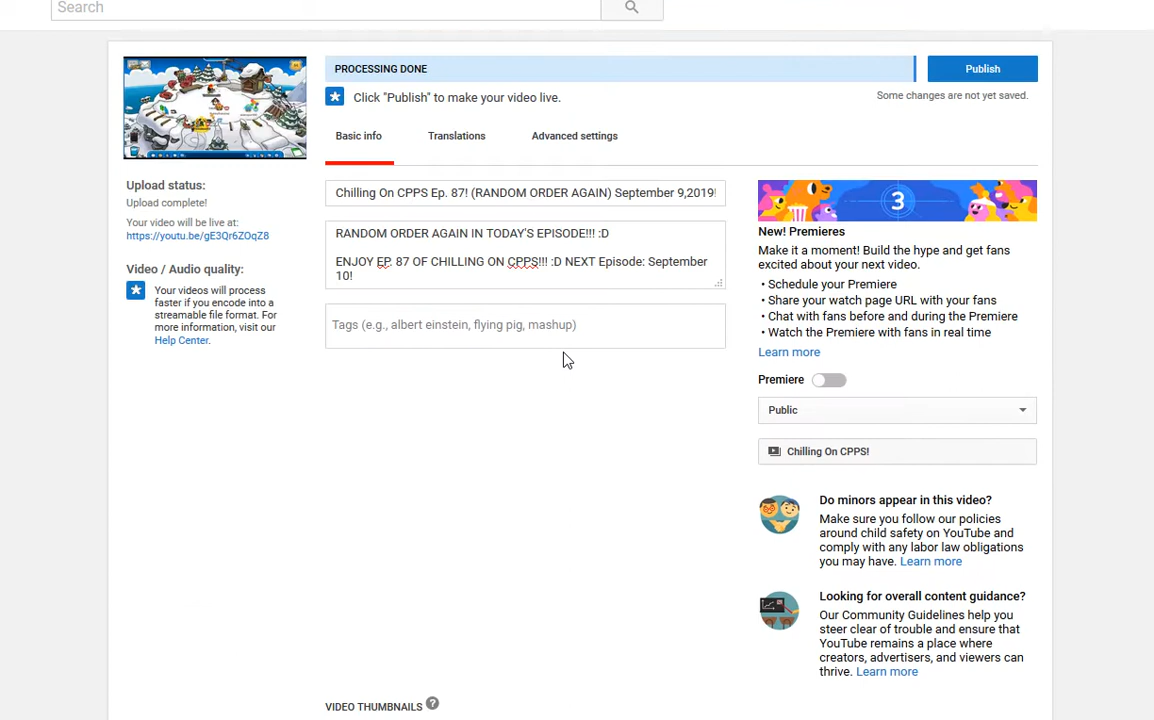 Search
PROCESSING DONE
Publish
Click "Publish" to make your video live.
Some changes are not yet saved.
Basic info
Translations
Advanced settings
Upload status:
Upload complete!
Your video will be live at:
https://youtu.be/gE3Qr6ZOqZ8
Video / Audio quality:
Your videos will process
faster if you encode into a
streamable file format. For
more information, visit our
Help Center.
Chilling On CPPS Ep. 87! (RANDOM ORDER AGAIN) September 9,2019!
RANDOM ORDER AGAIN IN TODAY'S EPISODE!!! :D
ENJOY EP. 87 OF CHILLING ON CPPS!!! :D NEXT Episode: September
10!
Tags (e.g., albert einstein, flying pig, mashup)
VIDEO THUMBNAILS ?
3
New! Premieres
Make it a moment! Build the hype and get fans
excited about your next video.
• Schedule your Premiere
• Share your watch page URL with your fans
• Chat with fans before and during the Premiere
• Watch the Premiere with fans in real time
Learn more
Premiere
Public
Chilling On CPPS!
Do minors appear in this video?
Make sure you follow our policies
around child safety on YouTube and
comply with any labor law obligations
you may have. Learn more
Looking for overall content guidance?
Our Community Guidelines help you
steer clear of trouble and ensure that
YouTube remains a place where
creators, advertisers, and viewers can
thrive. Learn more